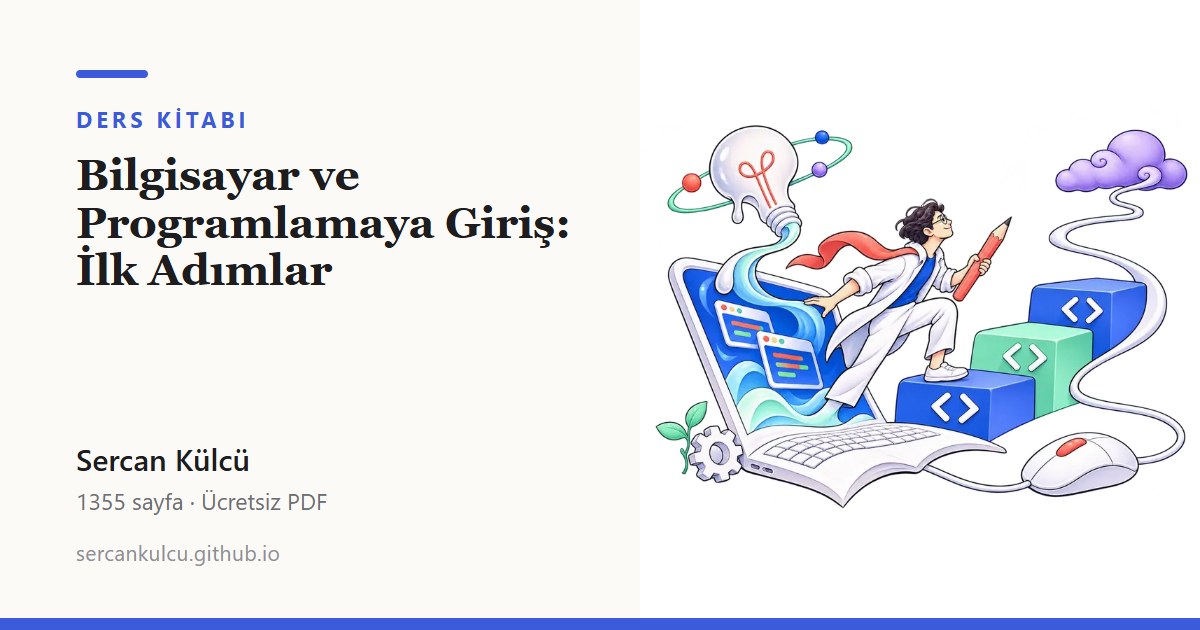 DERS KİTABI
Bilgisayar ve
Programlamaya Giriş:
İlk Adımlar
Sercan Külcü
1355 sayfa · Ücretsiz PDF
sercankulcu.github.io
< >
< >
< >